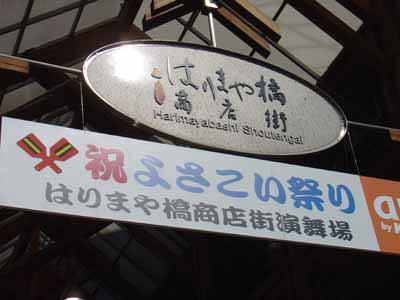 はりまや橋
商店街
Harimayabashi Shoutengai
祝よさこい祭り
はりまや橋商店街演舞場